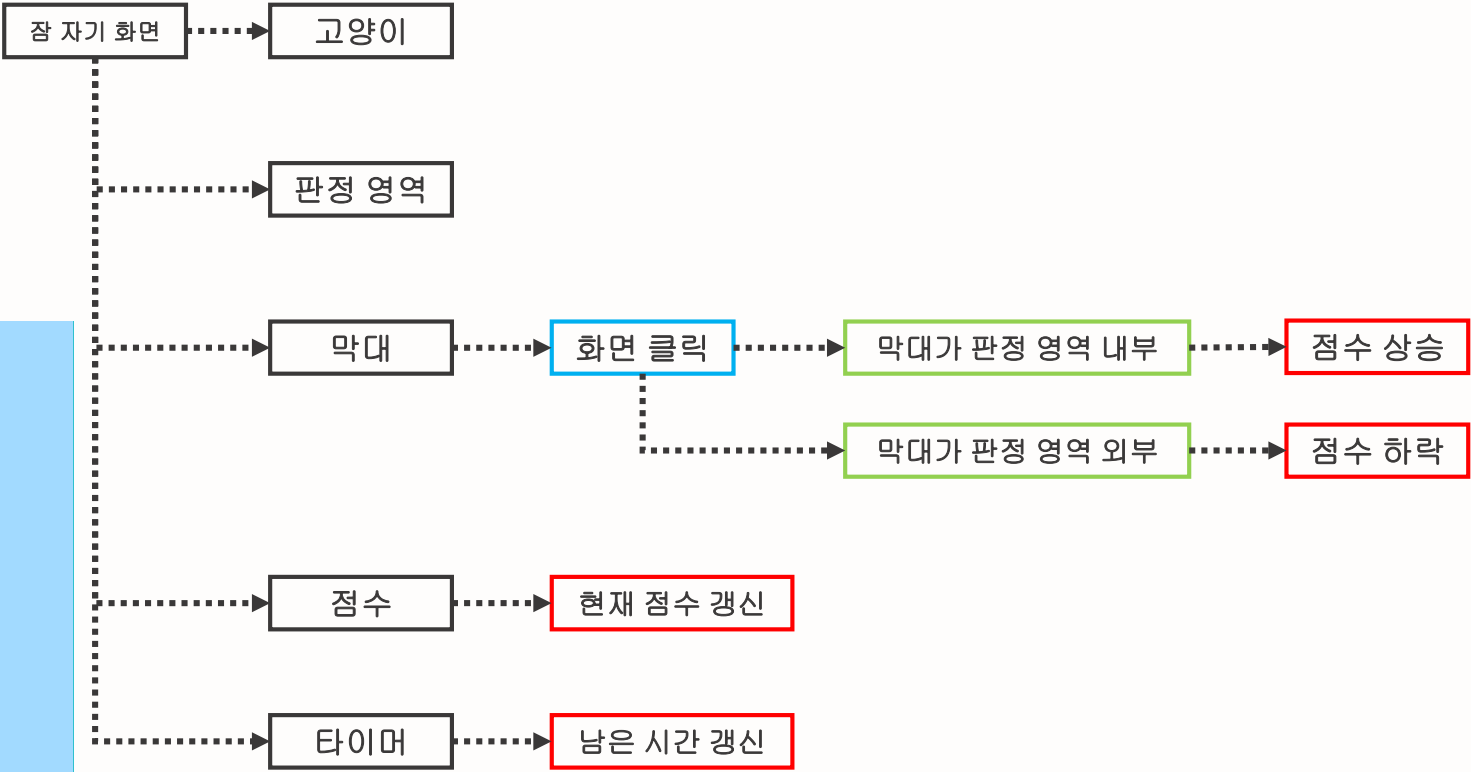 잠 자기 화면
고양이
판정 영역
막대
화면 클릭
막대가 판정 영역 내부
점수 상승
막대가 판정 영역 외부
점수 하락
점수
현재 점수 갱신
타이머
남은 시간 갱신